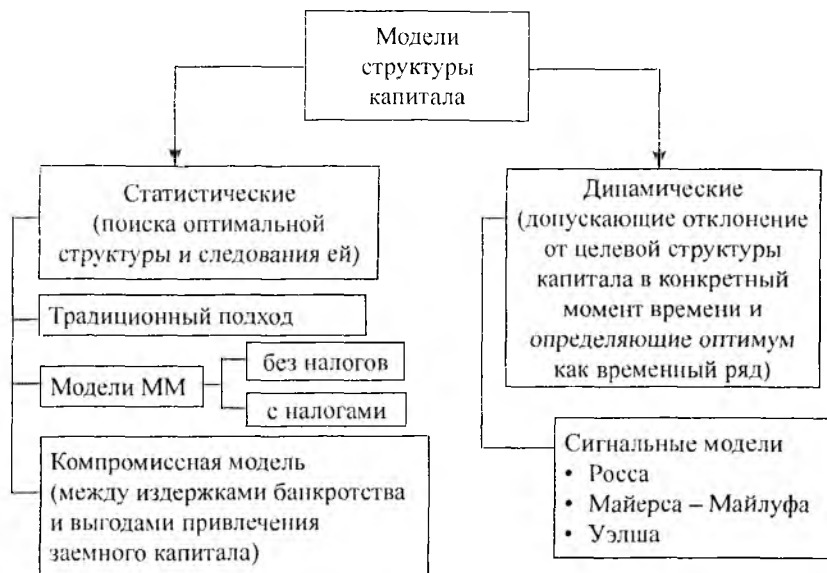 Модели
структуры
капитала
Статистические
(поиска оптимальной
структуры и следования ей)
Традиционный подход
Модели ММ
без налогов
с налогами
Компромиссная модель
(между издержками банкротства
и выгодами привлечения
заемного капитала)
Динамические
(допускающие отклонение
от целевой структуры
капитала в конкретный
момент времени и
определяющие оптимум
как временный ряд)
Сигнальные модели
• Росса
• Майерса – Майлуфа
• Уэлша